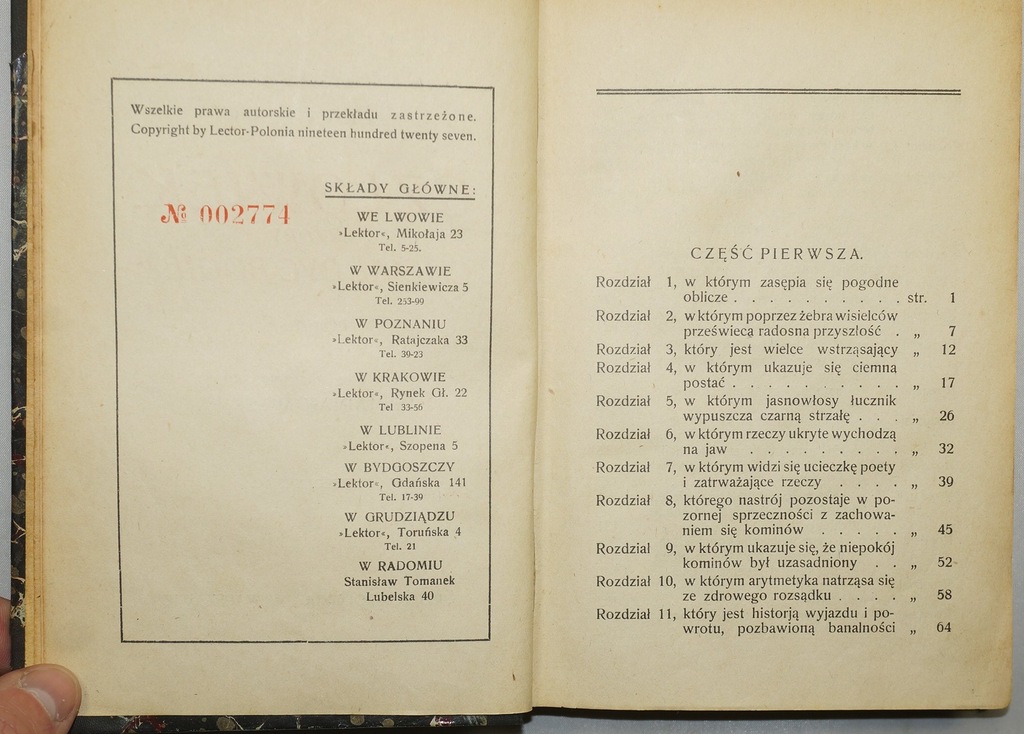 Wszelkie prawa autorskie i przekładu zastrzeżone.
Copyright by Lector-Polonia nineteen hundred twenty seven.
№ 002774
SKŁADY GŁÓWNE:
WE LWOWIE
»Lektor«, Mikołaja 23
Tel. 5-25.
W WARSZAWIE
»Lektor«, Sienkiewicza 5
Tel. 253-99
W POZNANIU
»Lektor«, Ratajczaka 33
Tel. 39-23
W KRAKOWIE
»Lektor«, Rynek Gł. 22
Tel 33-56
W LUBLINIE
»Lektor«, Szopena 5
W BYDGOSZCZY
»Lektor«, Gdańska 141
Tel. 17-39
W GRUDZIĄDZU
»Lektor«, Toruńska 4
Tel. 21
W RADOMIU
Stanisław Tomanek
Lubelska 40
CZĘŚĆ PIERWSZA.
Rozdział 1, w którym zasępia się pogodne
oblicze . . . . . . . . . . str. 1
Rozdział 2, w którym poprzez żebra wisielców
prześwieca radosna przyszłość . „ 7
Rozdział 3, który jest wielce wstrząsający „ 12
Rozdział 4, w którym ukazuje się ciemna
postać . . . . . . . . . . „ 17
Rozdział 5, w którym jasnowłosy łucznik
wypuszcza czarną strzałę . . . „ 26
Rozdział 6, w którym rzeczy ukryte wychodzą
na jaw . . . . . . . . . „ 32
Rozdział 7, w którym widzi się ucieczkę poety
i zatrważające rzeczy . . . . „ 39
Rozdział 8, którego nastrój pozostaje w po-
zornej sprzeczności z zachowa-
niem się kominów . . . . . „ 45
Rozdział 9, w którym ukazuje się, że niepokój
kominów był uzasadniony . . „ 52
Rozdział 10, w którym arytmetyka natrząsa się
ze zdrowego rozsądku . . . . „ 58
Rozdział 11, który jest historją wyjazdu i po-
wrotu, pozbawioną banalności „ 64